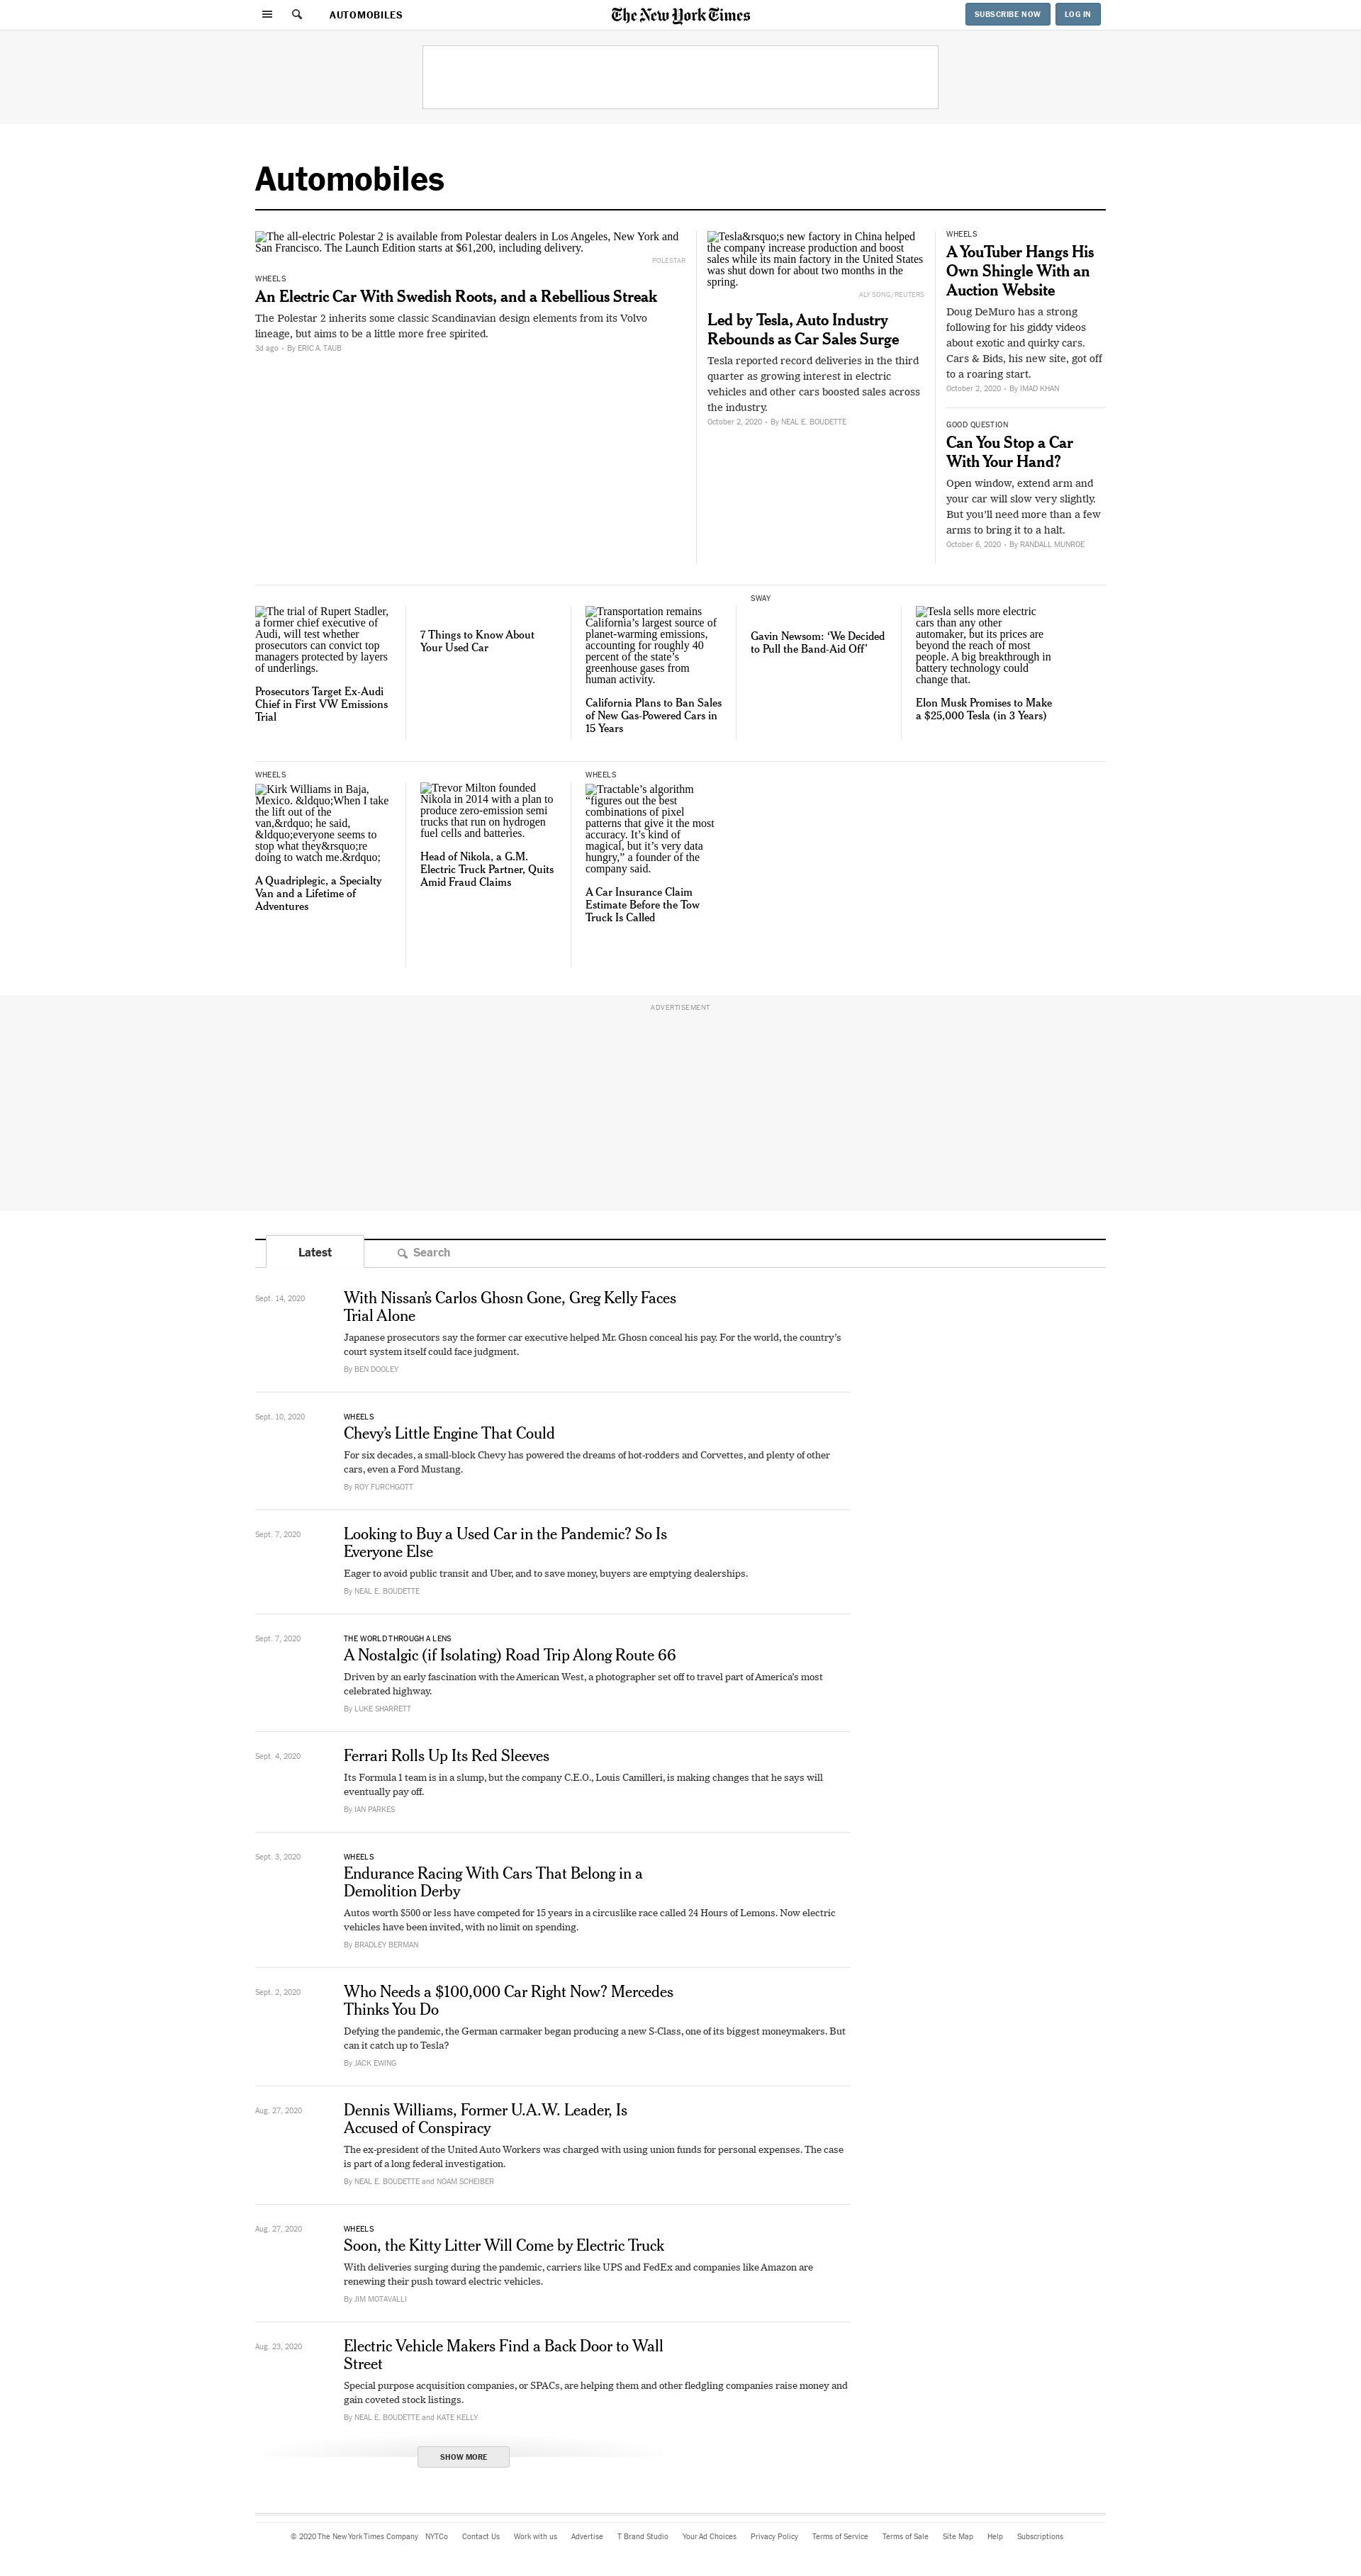 AUTOMOBILES
The New York Times
SUBSCRIBE NOW
LOG IN
Automobiles
The all-electric Polestar 2 is available from Polestar dealers in Los Angeles, New York and
San Francisco. The Launch Edition starts at $61,200, including delivery.
POLESTAR
WHEELS
An Electric Car With Swedish Roots, and a Rebellious Streak
The Polestar 2 inherits some classic Scandinavian design elements from its Volvo
lineage, but aims to be a little more free spirited.
3d ago • By ERIC A. TAUB
Tesla&rsquo;s new factory in China helped
the company increase production and boost
sales while its main factory in the United States
was shut down for about two months in the
spring.
ALY SONG/REUTERS
Led by Tesla, Auto Industry
Rebounds as Car Sales Surge
Tesla reported record deliveries in the third
quarter as growing interest in electric
vehicles and other cars boosted sales across
the industry.
October 2, 2020 • By NEAL E. BOUDETTE
WHEELS
A YouTuber Hangs His
Own Shingle With an
Auction Website
Doug DeMuro has a strong
following for his giddy videos
about exotic and quirky cars.
Cars & Bids, his new site, got off
to a roaring start.
October 2, 2020 • By IMAD KHAN
GOOD QUESTION
Can You Stop a Car
With Your Hand?
Open window, extend arm and
your car will slow very slightly.
But you'll need more than a few
arms to bring it to a halt.
October 6, 2020 • By RANDALL MUNROE
The trial of Rupert Stadler,
a former chief executive of
Audi, will test whether
prosecutors can convict top
managers protected by layers
of underlings.
Prosecutors Target Ex-Audi
Chief in First VW Emissions
Trial
7 Things to Know About
Your Used Car
Transportation remains
California's largest source of
planet-warming emissions,
accounting for roughly 40
percent of the state's
greenhouse gases from
human activity.
California Plans to Ban Sales
of New Gas-Powered Cars in
15 Years
SWAY
Gavin Newsom: ‘We Decided
to Pull the Band-Aid Off’
Tesla sells more electric
cars than any other
automaker, but its prices are
beyond the reach of most
people. A big breakthrough in
battery technology could
change that.
Elon Musk Promises to Make
a $25,000 Tesla (in 3 Years)
WHEELS
Kirk Williams in Baja,
Mexico. &ldquo;When I take
the lift out of the
van,&rdquo; he said,
&ldquo;everyone seems to
stop what they&rsquo;re
doing to watch me.&rdquo;
A Quadriplegic, a Specialty
Van and a Lifetime of
Adventures
Trevor Milton founded
Nikola in 2014 with a plan to
produce zero-emission semi
trucks that run on hydrogen
fuel cells and batteries.
Head of Nikola, a G.M.
Electric Truck Partner, Quits
Amid Fraud Claims
WHEELS
Tractable's algorithm
“figures out the best
combinations of pixel
patterns that give it the most
accuracy. It's kind of
magical, but it's very data
hungry,” a founder of the
company said.
A Car Insurance Claim
Estimate Before the Tow
Truck Is Called
ADVERTISEMENT
Latest
Search
Sept. 14, 2020
With Nissan's Carlos Ghosn Gone, Greg Kelly Faces
Trial Alone
Japanese prosecutors say the former car executive helped Mr. Ghosn conceal his pay. For the world, the country's
court system itself could face judgment.
By BEN DOOLEY
Sept. 10, 2020
WHEELS
Chevy's Little Engine That Could
For six decades, a small-block Chevy has powered the dreams of hot-rodders and Corvettes, and plenty of other
cars, even a Ford Mustang.
By ROY FURCHGOTT
Sept. 7, 2020
Looking to Buy a Used Car in the Pandemic? So Is
Everyone Else
Eager to avoid public transit and Uber, and to save money, buyers are emptying dealerships.
By NEAL E. BOUDETTE
Sept. 7, 2020
THE WORLD THROUGH A LENS
A Nostalgic (if Isolating) Road Trip Along Route 66
Driven by an early fascination with the American West, a photographer set off to travel part of America's most
celebrated highway.
By LUKE SHARRETT
Sept. 4, 2020
Ferrari Rolls Up Its Red Sleeves
Its Formula 1 team is in a slump, but the company C.E.O., Louis Camilleri, is making changes that he says will
eventually pay off.
By IAN PARKES
Sept. 3, 2020
WHEELS
Endurance Racing With Cars That Belong in a
Demolition Derby
Autos worth $500 or less have competed for 15 years in a circuslike race called 24 Hours of Lemons. Now electric
vehicles have been invited, with no limit on spending.
By BRADLEY BERMAN
Sept. 2, 2020
Who Needs a $100,000 Car Right Now? Mercedes
Thinks You Do
Defying the pandemic, the German carmaker began producing a new S-Class, one of its biggest moneymakers. But
can it catch up to Tesla?
By JACK EWING
Aug. 27, 2020
Dennis Williams, Former U.A.W. Leader, Is
Accused of Conspiracy
The ex-president of the United Auto Workers was charged with using union funds for personal expenses. The case
is part of a long federal investigation.
By NEAL E. BOUDETTE and NOAM SCHEIBER
Aug. 27, 2020
WHEELS
Soon, the Kitty Litter Will Come by Electric Truck
With deliveries surging during the pandemic, carriers like UPS and FedEx and companies like Amazon are
renewing their push toward electric vehicles.
By JIM MOTAVALLI
Aug. 23, 2020
Electric Vehicle Makers Find a Back Door to Wall
Street
Special purpose acquisition companies, or SPACs, are helping them and other fledgling companies raise money and
gain coveted stock listings.
By NEAL E. BOUDETTE and KATE KELLY
SHOW MORE
© 2020 The New York Times Company NYTCo Contact Us Work with us Advertise T Brand Studio Your Ad Choices Privacy Policy Terms of Service Terms of Sale Site Map Help Subscriptions